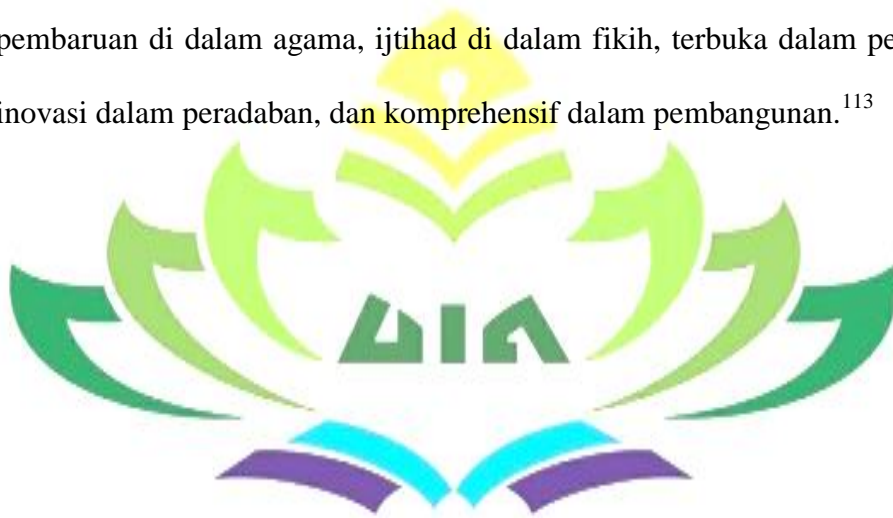 pembaruan di dalam agama, ijtihad di dalam fikih, terbuka dalam pe
inovasi dalam peradaban, dan komprehensif dalam pembangunan.113
UIN